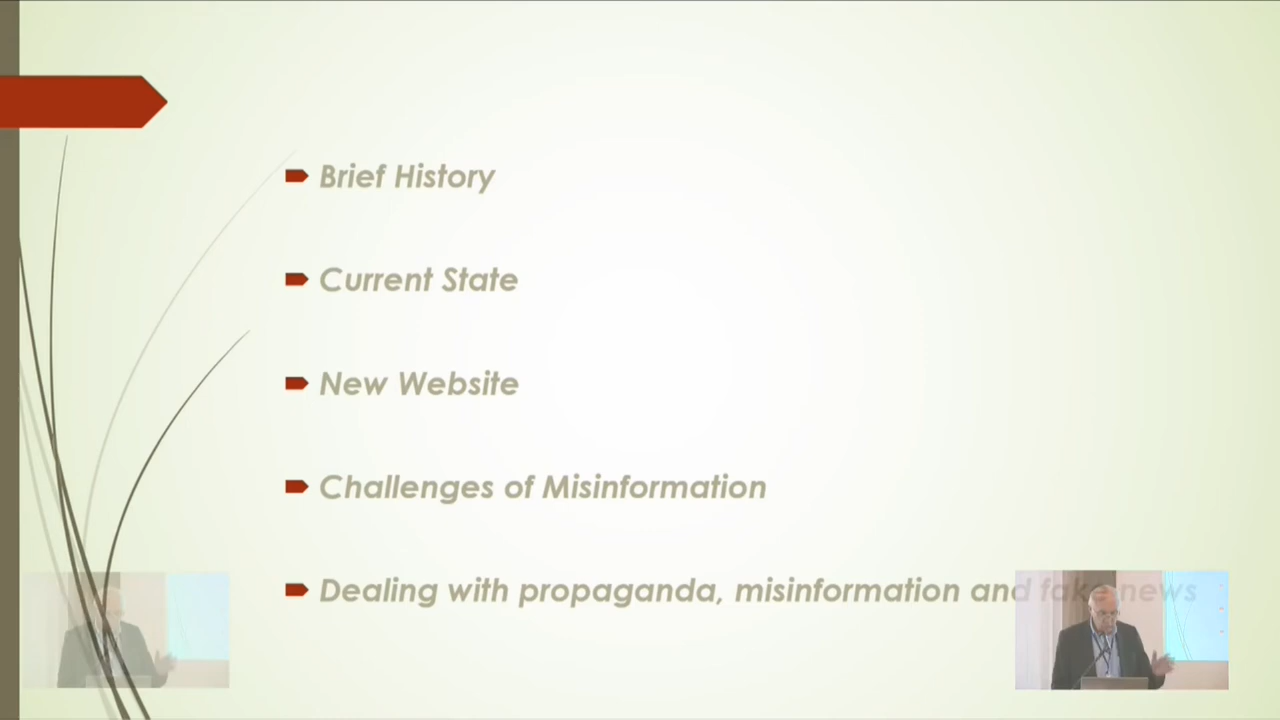 Brief History
Current State
New Website
Challenges of Misinformation
Dealing with propaganda, misinformation and fake news